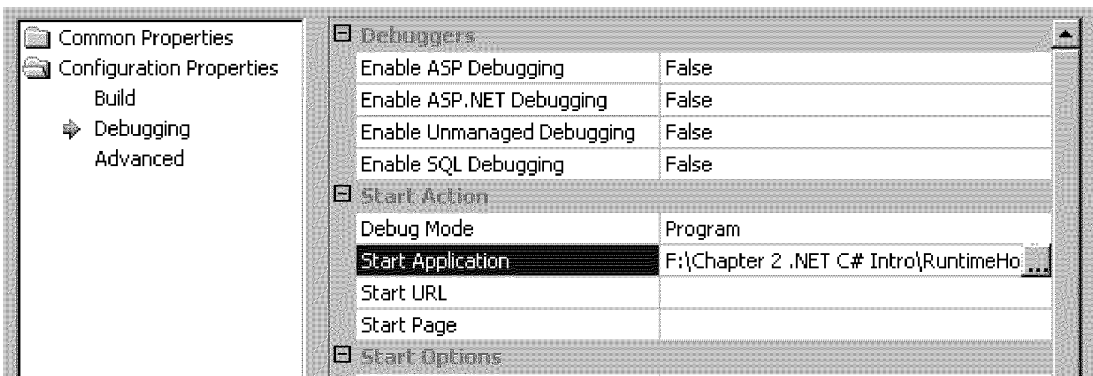 Common Properties
Configuration Properties
Build
Debugging
Advanced
Debuggers
Enable ASP Debugging False
Enable ASP.NET Debugging False
Enable Unmanaged Debugging False
Enable SQL Debugging False
Start Action
Debug Mode Program
Start Application F:\Chapter 2 .NET C# Intro\RuntimeHo ...
Start URL
Start Page
Start Options